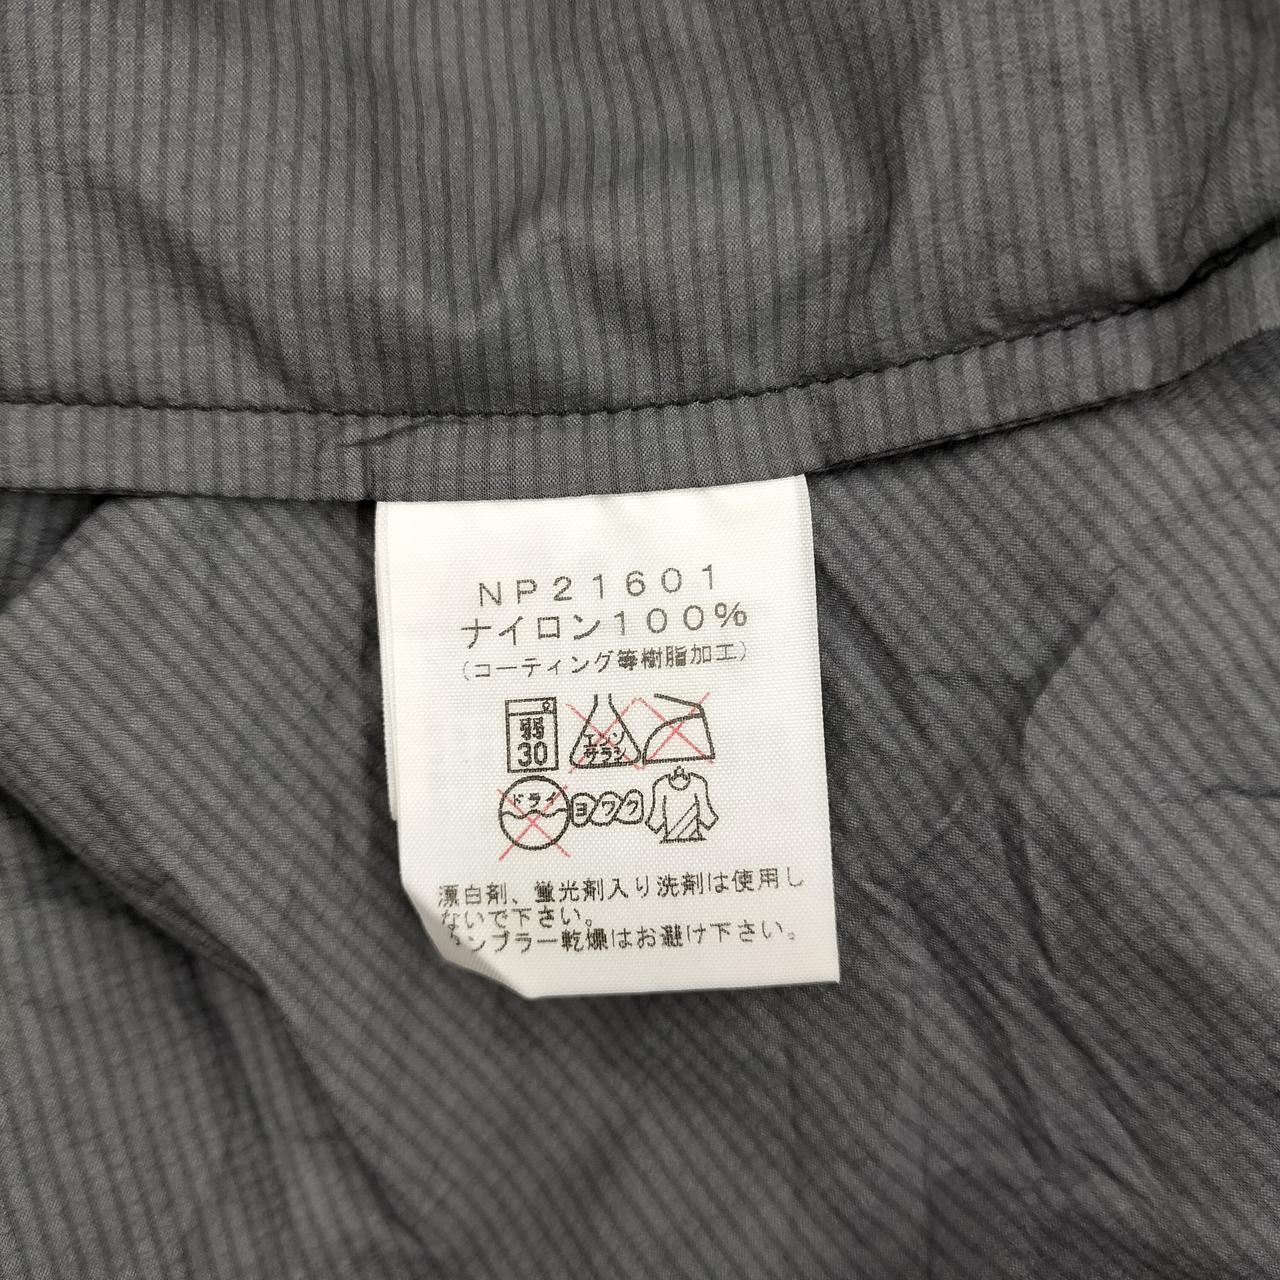 NP21601
ナイロン100%
(コーティング等樹脂加工)
弱
30
エンソ
サラシ
ドライ
ヨワク
漂白剤、蛍光剤入り洗剤は使用し
ないで下さい。
ンブラー乾燥はお避け下さい。